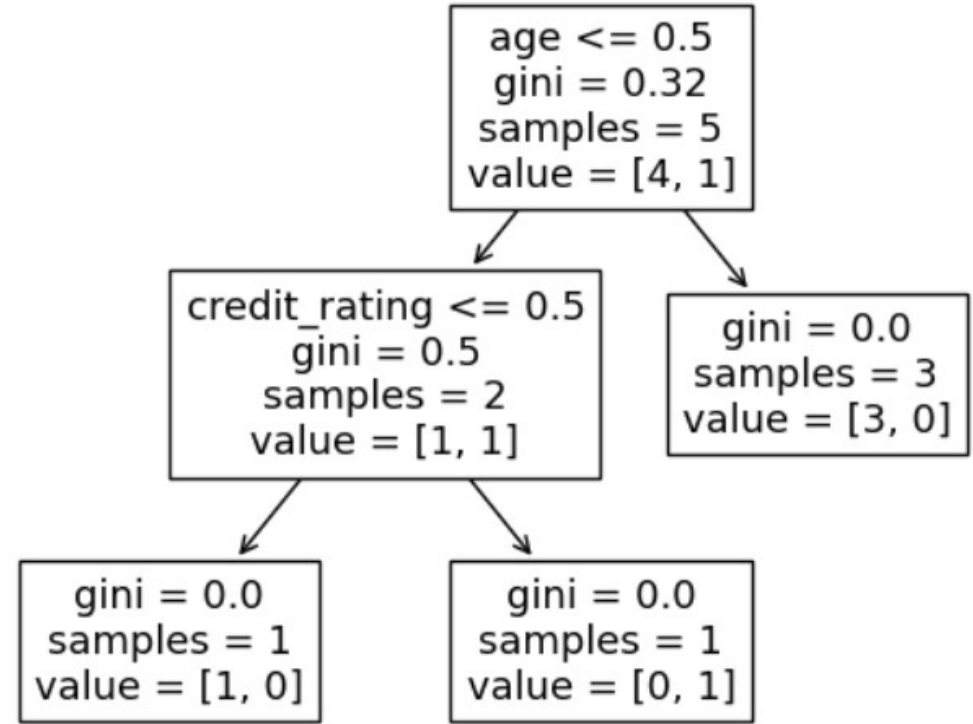 age <= 0.5
gini = 0.32
samples = 5
value = [4, 1]
credit_rating <= 0.5
gini = 0.5
samples = 2
value = [1, 1]
gini = 0.0
samples = 3
value = [3, 0]
gini = 0.0
samples = 1
value = [1, 0]
gini = 0.0
samples = 1
value = [0, 1]